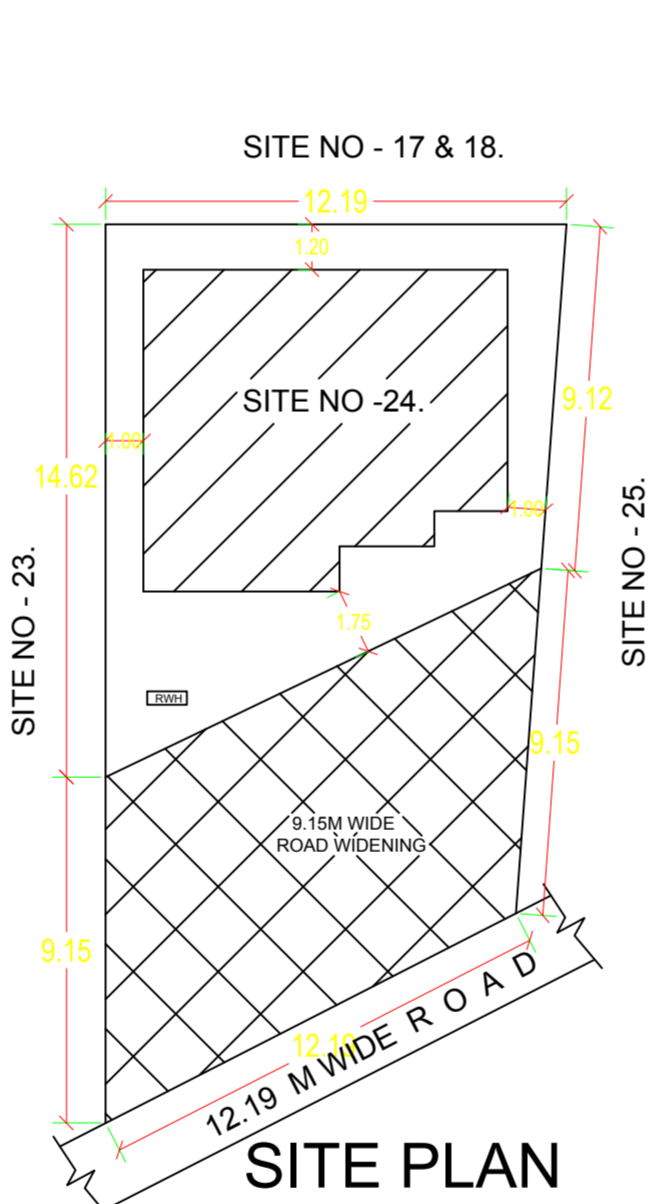 SITE NO - 17 & 18.
12.19
1.20
SITE NO -24.
9.12
1.00
14.62
1.00
SITE NO - 23.
SITE NO - 25.
1.75
RWH
9.15
9.15M WIDE
ROAD WIDENING
9.15
12.19
12.19 M WIDE R O A D
SITE PLAN